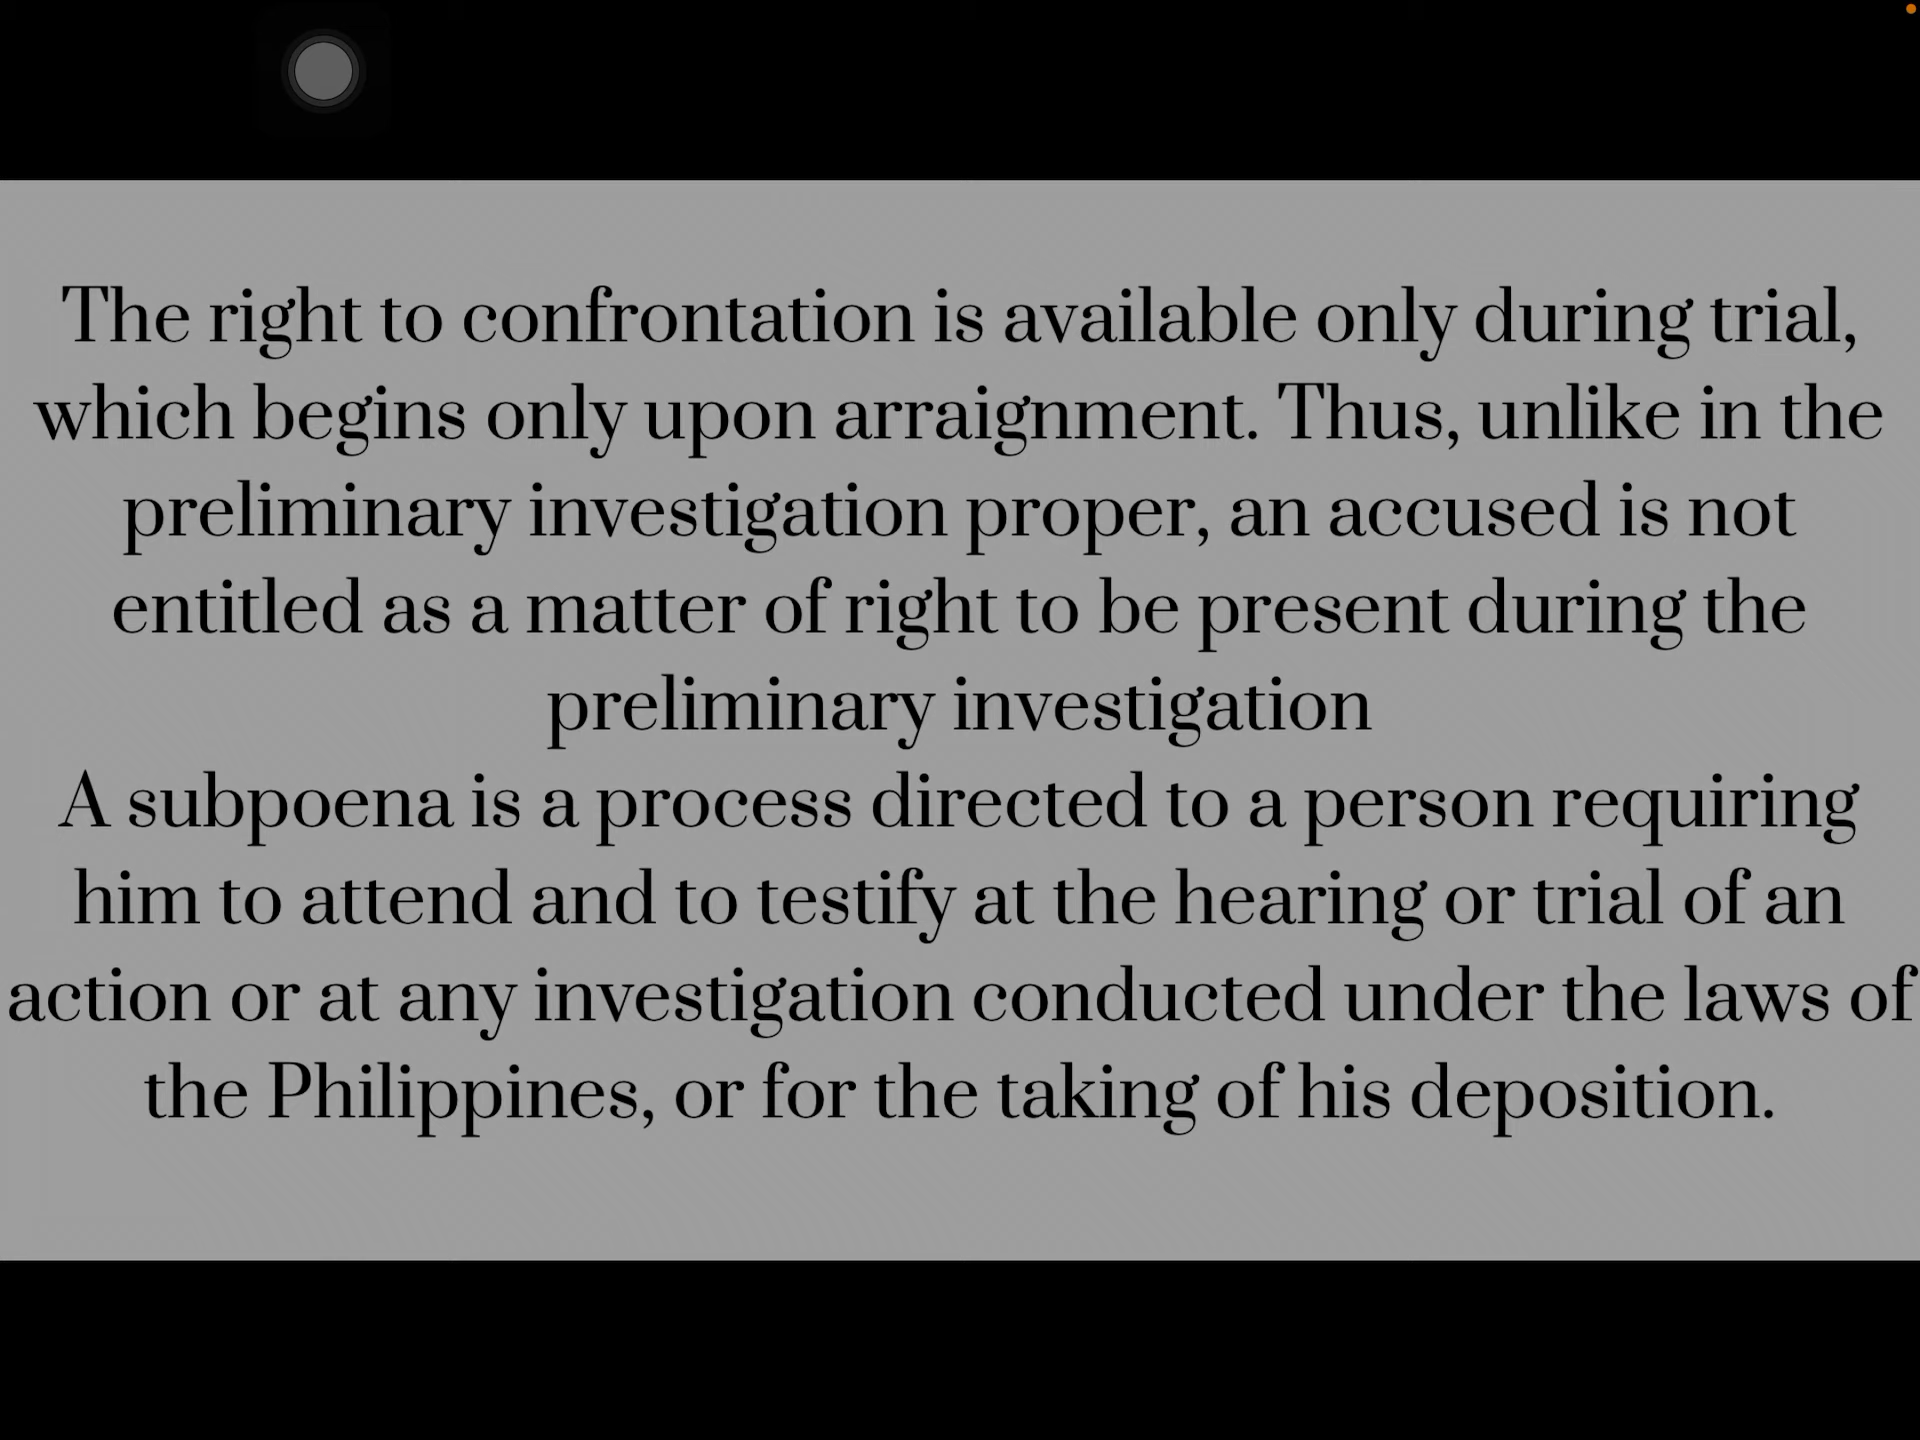 The right to confrontation is available only during trial,
which begins only upon arraignment. Thus, unlike in the
preliminary investigation proper, an accused is not
entitled as a matter of right to be present during the
preliminary investigation
A subpoena is a process directed to a person requiring
him to attend and to testify at the hearing or trial of an
action or at any investigation conducted under the laws of
the Philippines, or for the taking of his deposition.